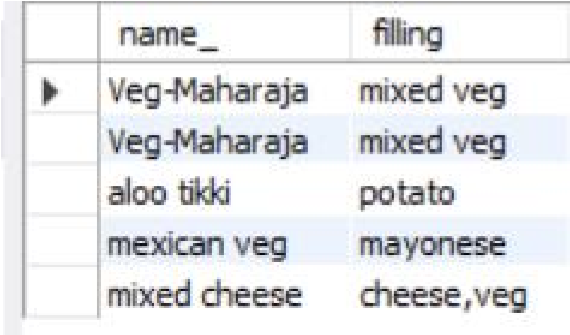 name_ filling
Veg-Maharaja mixed veg
Veg-Maharaja mixed veg
aloo tikki potato
mexican veg mayonese
mixed cheese cheese,veg